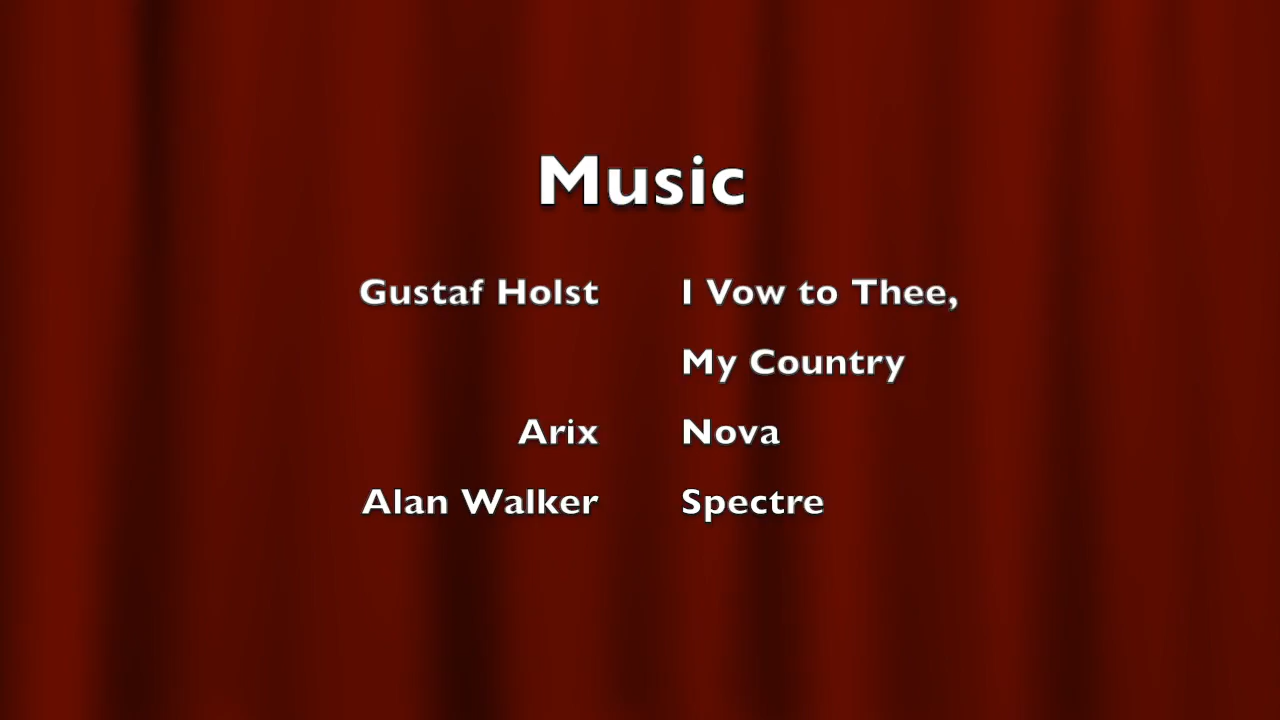 Music
Gustaf Holst I Vow to Thee,
My Country
Arix Nova
Alan Walker Spectre